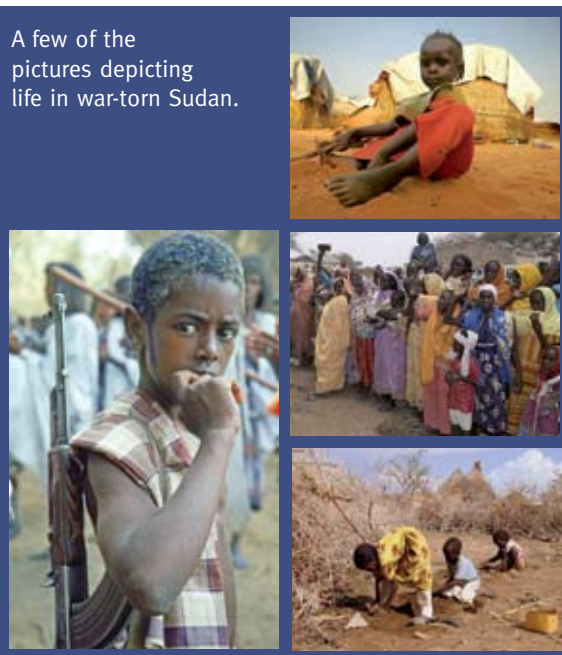 A few of the
pictures depicting
life in war-torn Sudan.